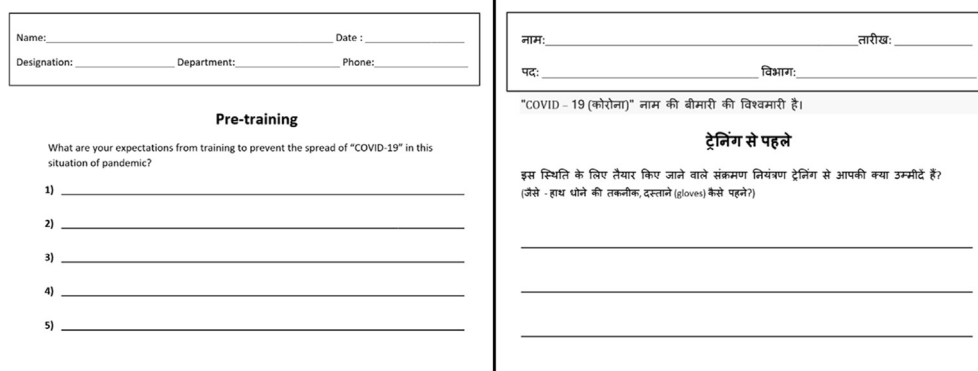 Name: Date :
Designation: Department: Phone:
Pre-training
What are your expectations from training to prevent the spread of “COVID-19” in this
situation of pandemic?
1)
2)
3)
4)
5)
नाम: तारीख:
पद: विभाग:
"COVID – 19 (कोरोना)" नाम की बीमारी की विश्वमारी है।
ट्रेनिंग से पहले
इस स्थिति के लिए तैयार किए जाने वाले संक्रमण नियंत्रण ट्रेनिंग से आपकी क्या उम्मीदें हैं?
(जैसे - हाथ धोने की तकनीक, दस्ताने (gloves) कैसे पहने?)